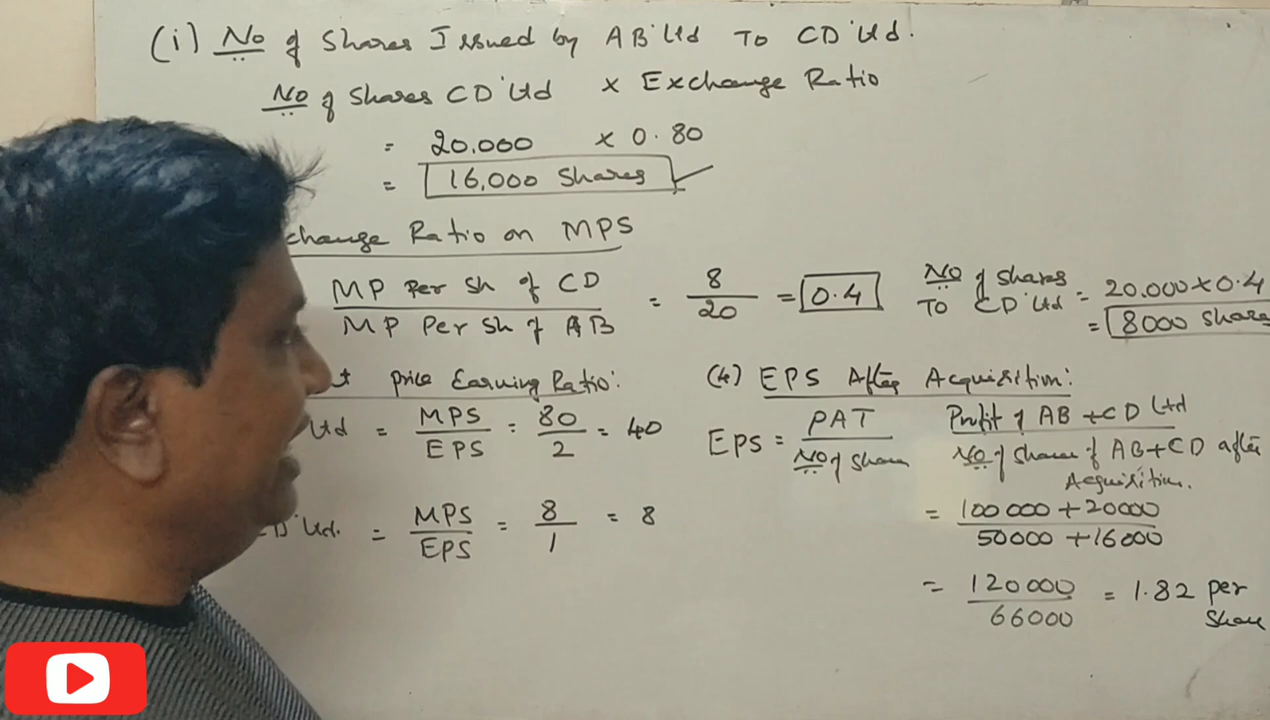 (i) No of Shares Issued by AB Ltd To CD Ltd.
No of Shares CD Ltd x Exchange Ratio
= 20,000 x 0.80
= 16,000 Shares
change Ratio on MPS
MP Per Sh of CD
MP Per Sh of AB
= 8/20 = 0.4
No of Shares To CD Ltd = 20,000 x 0.4
= 8000 Shares
t Price Earning Ratio:
Ltd = MPS/EPS = 80/2 = 40
D Ltd. = MPS/EPS = 8/1 = 8
(4) EPS After Acquisition:
EPS = PAT/No of Share
Profit of AB + CD Ltd
No of Share of AB+CD after Acquisition.
= 100000 + 20000
50000 + 16000
= 120000/66000 = 1.82 per Share